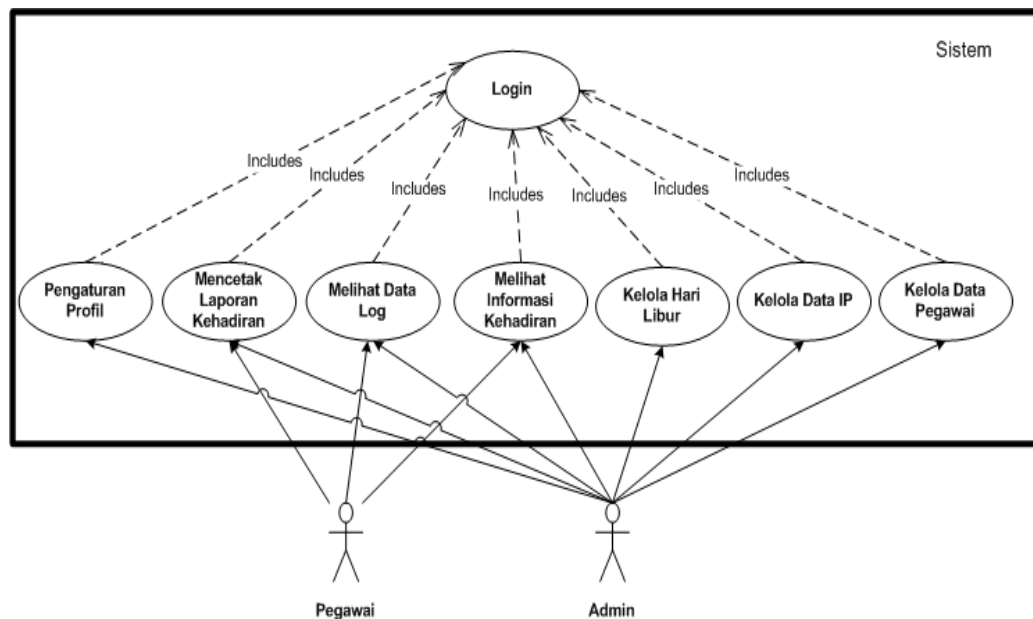 Sistem
Login
Includes
Includes
Includes
Includes
Includes
Includes
Includes
Pengaturan
Profil
Mencetak
Laporan
Kehadiran
Melihat Data
Log
Melihat
Informasi
Kehadiran
Kelola Hari
Libur
Kelola Data IP
Kelola Data
Pegawai
Pegawai
Admin